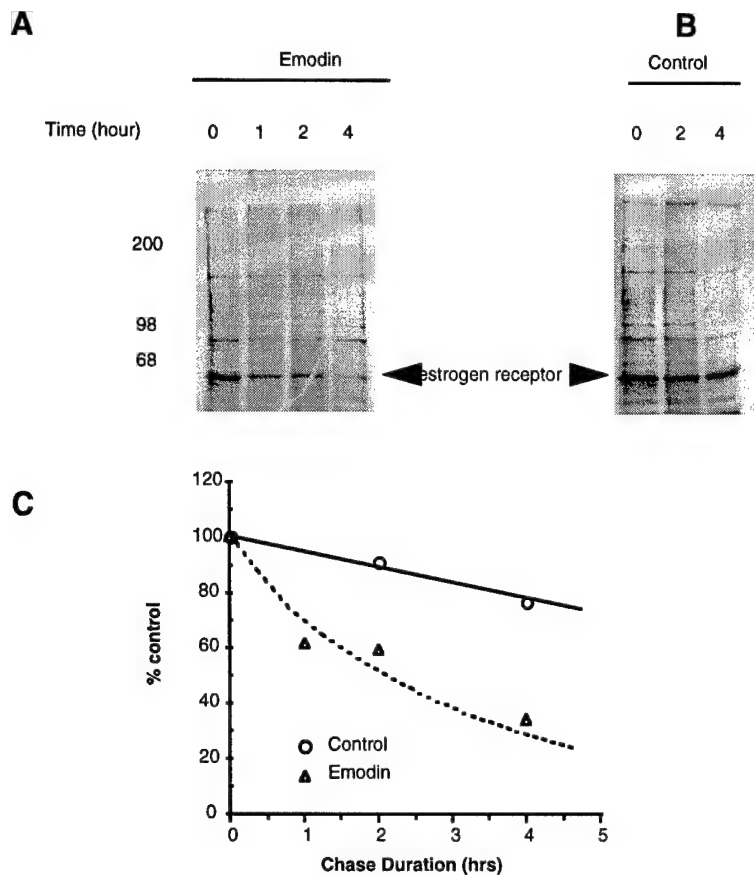 A
B
Emodin
Control
Time (hour)
0 1 2 4
0 2 4
200
98
68
estrogen receptor
C
120
100
80
60
40
20
0
% control
Control
Emodin
0 1 2 3 4 5
Chase Duration (hrs)